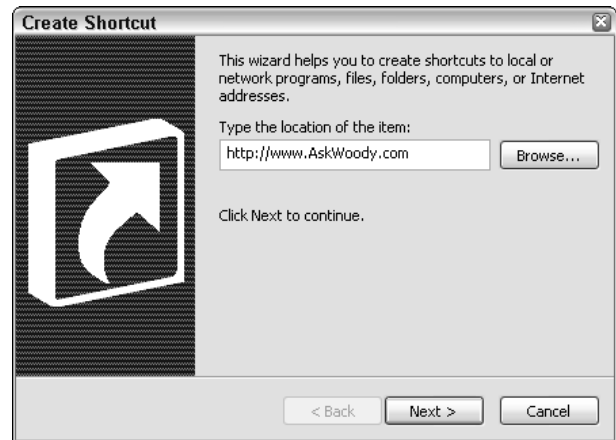 Create Shortcut
This wizard helps you to create shortcuts to local or
network programs, files, folders, computers, or Internet
addresses.
Type the location of the item:
http://www.AskWoody.com
Browse...
Click Next to continue.
< Back
Next >
Cancel